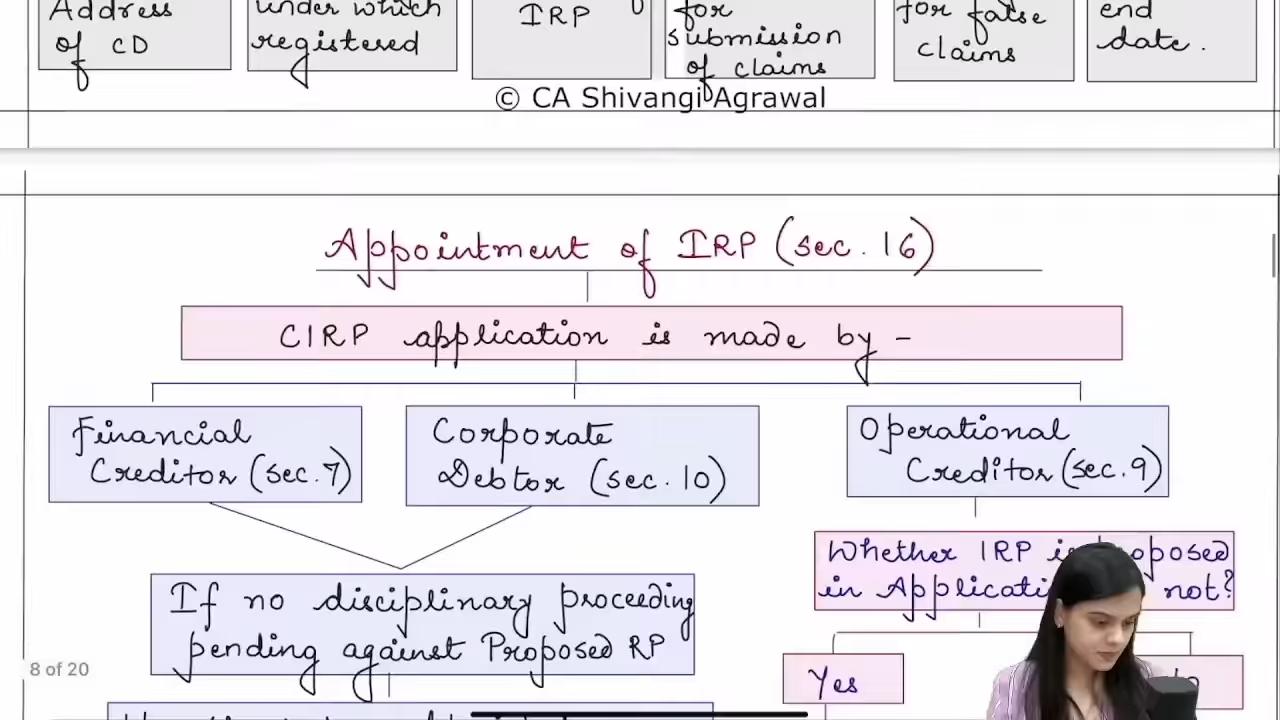 Address
of CD
under which
registered
IRP
for
submission
of claims
for false
claims
end
date.
© CA Shivangi Agrawal
Appointment of IRP (sec. 16)
CIRP application is made by -
Financial
Creditor (sec. 7)
Corporate
Debtor (sec. 10)
Operational
Creditor (sec. 9)
Whether IRP is proposed
in Application not?
If no disciplinary proceeding
pending against Proposed RP
Yes
8 of 20